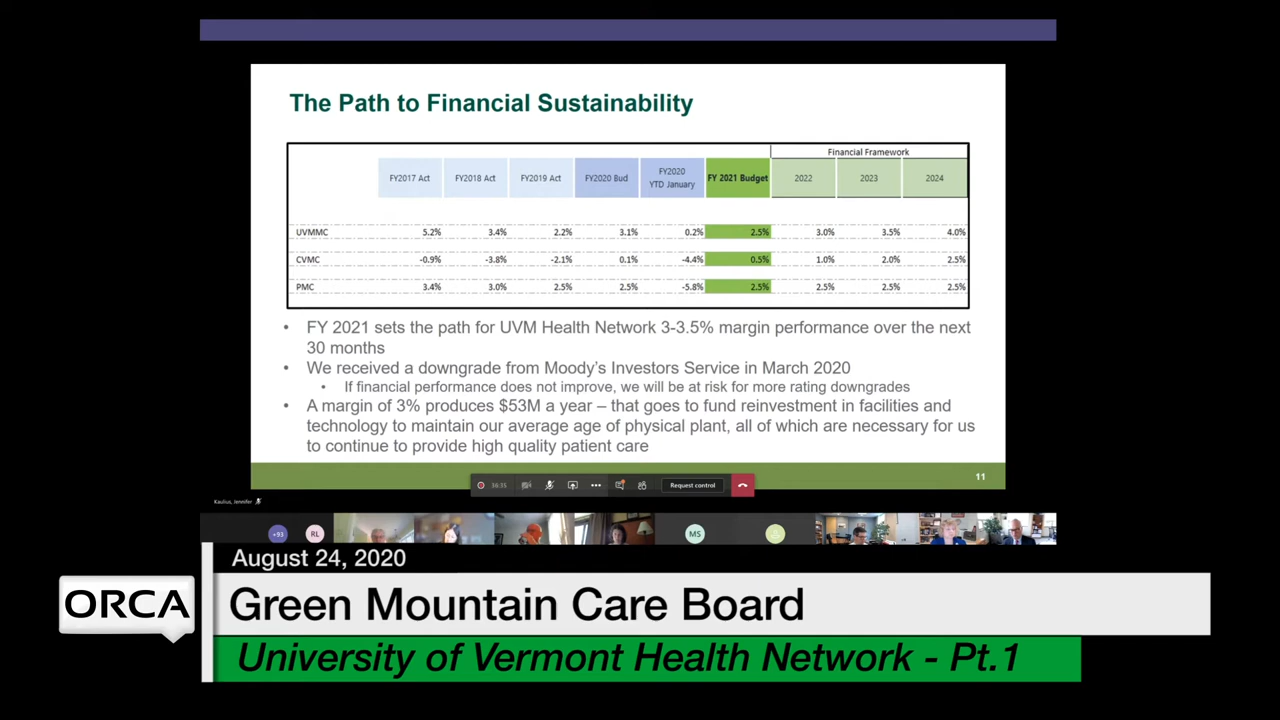 The Path to Financial Sustainability
Financial Framework
FY2017 Act FY2018 Act FY2019 Act FY2020 Bud FY2020 YTD January FY 2021 Budget 2022 2023 2024
UVMMC 5.2% 3.4% 2.2% 3.1% 0.2% 2.5% 3.0% 3.5% 4.0%
CVMC -0.9% -3.8% -2.1% 0.1% -4.4% 0.5% 1.0% 2.0% 2.5%
PMC 3.4% 3.0% 2.5% 2.5% -5.8% 2.5% 2.5% 2.5% 2.5%
• FY 2021 sets the path for UVM Health Network 3-3.5% margin performance over the next
30 months
• We received a downgrade from Moody's Investors Service in March 2020
• If financial performance does not improve, we will be at risk for more rating downgrades
• A margin of 3% produces $53M a year – that goes to fund reinvestment in facilities and
technology to maintain our average age of physical plant, all of which are necessary for us
to continue to provide high quality patient care
11
36:35 Request control
Kaulius, Jennifer
+93 RL MS
August 24, 2020
ORCA
Green Mountain Care Board
University of Vermont Health Network - Pt.1